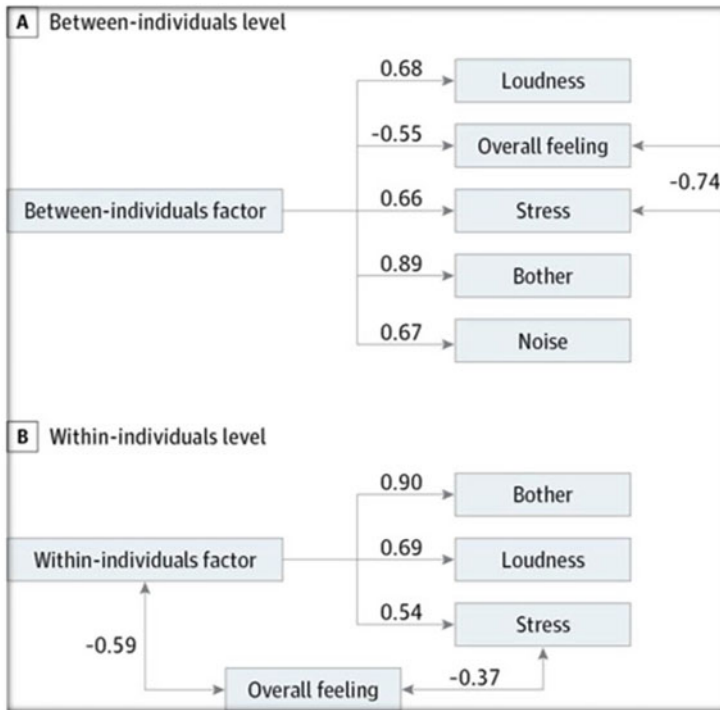 A Between-individuals level
0.68 Loudness
-0.55 Overall feeling
-0.74
Between-individuals factor 0.66 Stress
0.89 Bother
0.67 Noise
B Within-individuals level
0.90 Bother
Within-individuals factor 0.69 Loudness
0.54 Stress
-0.59
-0.37
Overall feeling